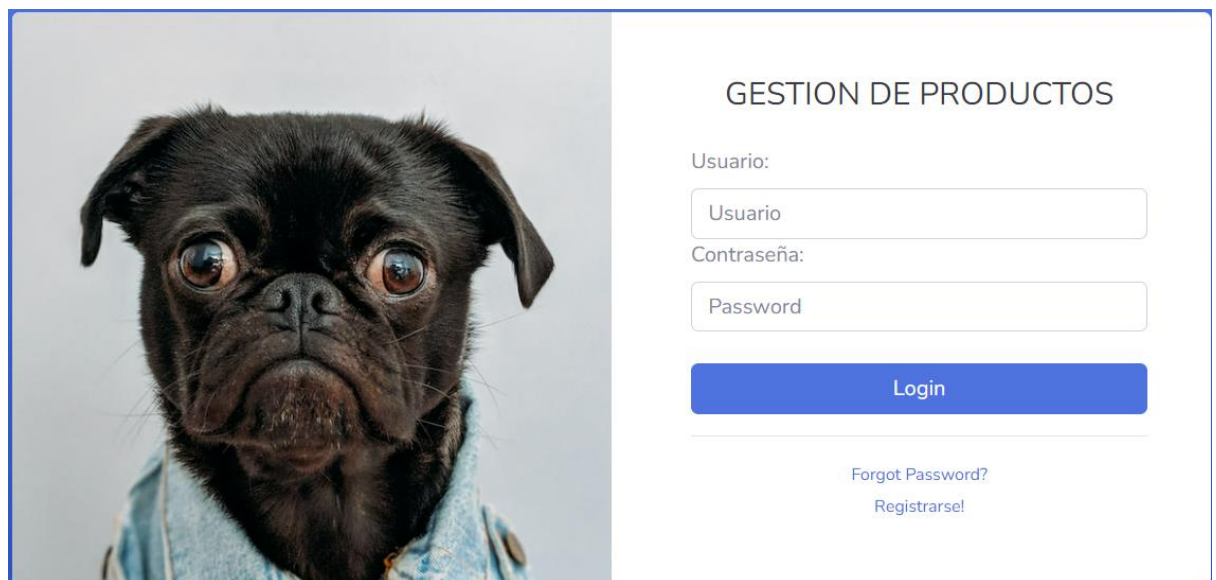 GESTION DE PRODUCTOS
Usuario:
Usuario
Contraseña:
Password
Login
Forgot Password?
Registrarse!